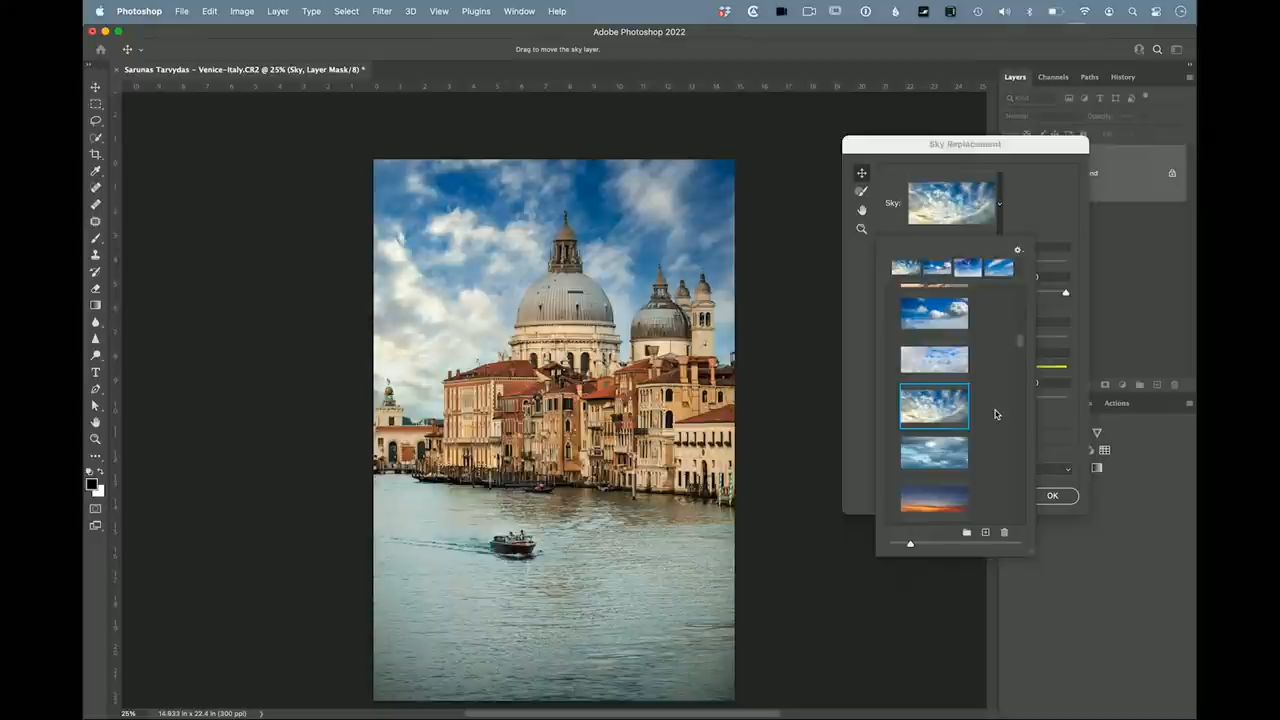 Photoshop File Edit Image Layer Type Select Filter 3D View Plugins Window Help
Adobe Photoshop 2022
Drag to move the sky layer.
Sarunas Tarvydas - Venice-Italy.CR2 @ 25% (Sky, Layer Mask/8) *
Layers Channels Paths History
Kind
Normal Opacity:
Sky Replacement
Sky:
Actions
OK
25% 14.933 in x 22.4 in (300 ppi)